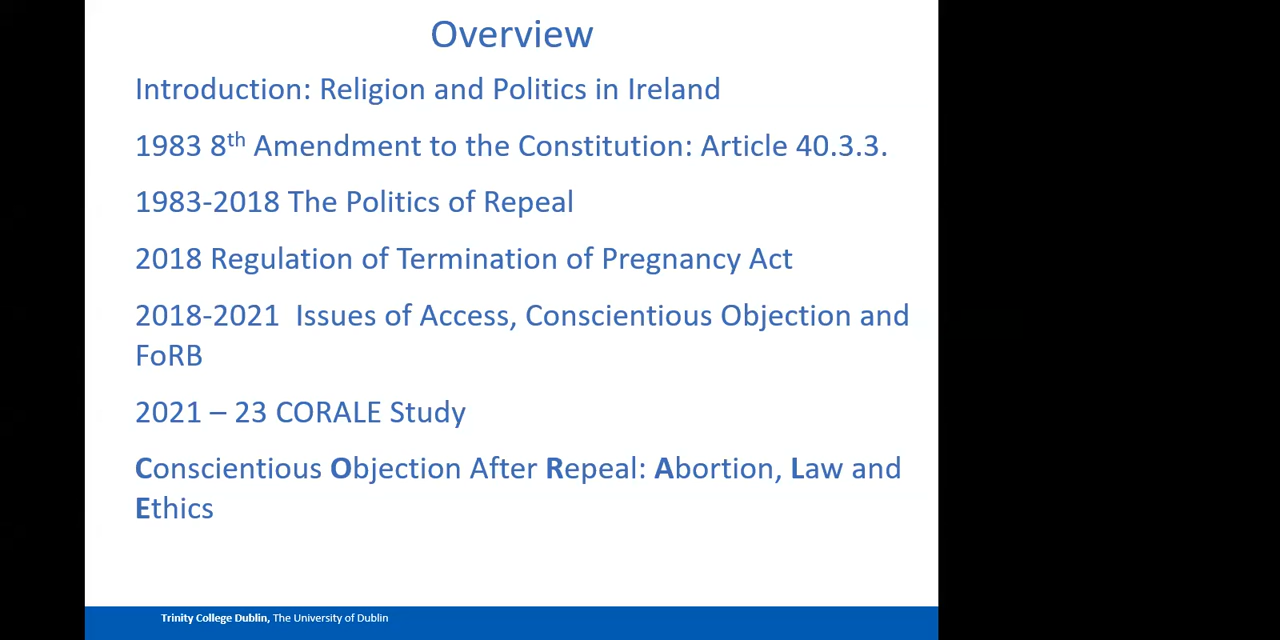 Overview
Introduction: Religion and Politics in Ireland
1983 8th Amendment to the Constitution: Article 40.3.3.
1983-2018 The Politics of Repeal
2018 Regulation of Termination of Pregnancy Act
2018-2021  Issues of Access, Conscientious Objection and
FoRB
2021 – 23 CORALE Study
Conscientious Objection After Repeal: Abortion, Law and
Ethics
Trinity College Dublin, The University of Dublin